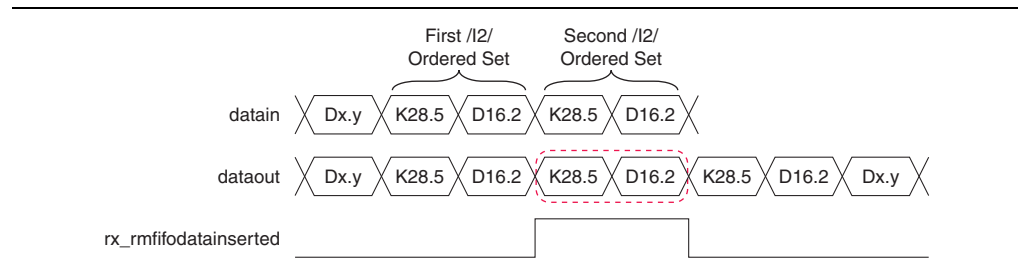 First /I2/ Second /I2/
Ordered Set Ordered Set
datain Dx.y K28.5 D16.2 K28.5 D16.2
dataout Dx.y K28.5 D16.2 K28.5 D16.2 K28.5 D16.2 Dx.y
rx_rmfifodatainserted